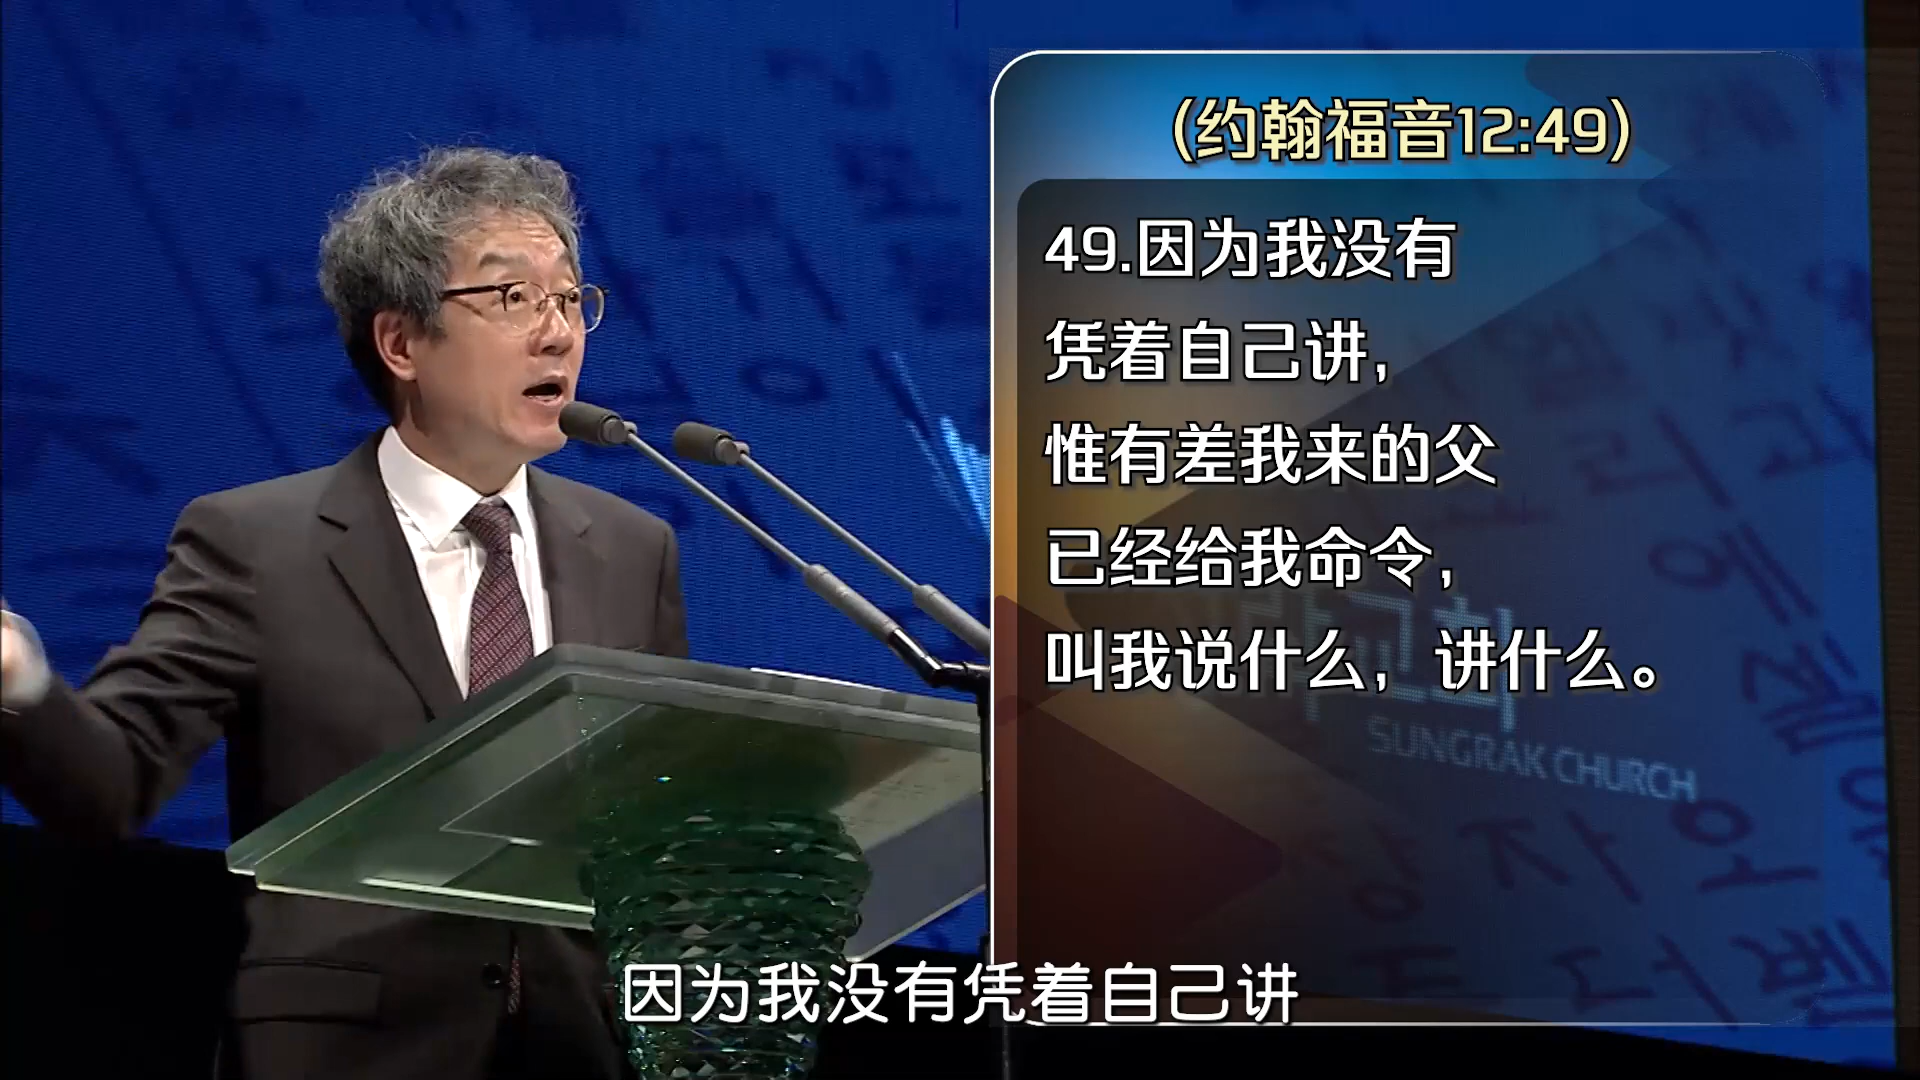 (约翰福音12:49)
49.因为我没有
凭着自己讲,
惟有差我来的父
已经给我命令,
叫我说什么, 讲什么。
교회
SUNGRAK CHURCH
因为我没有凭着自己讲